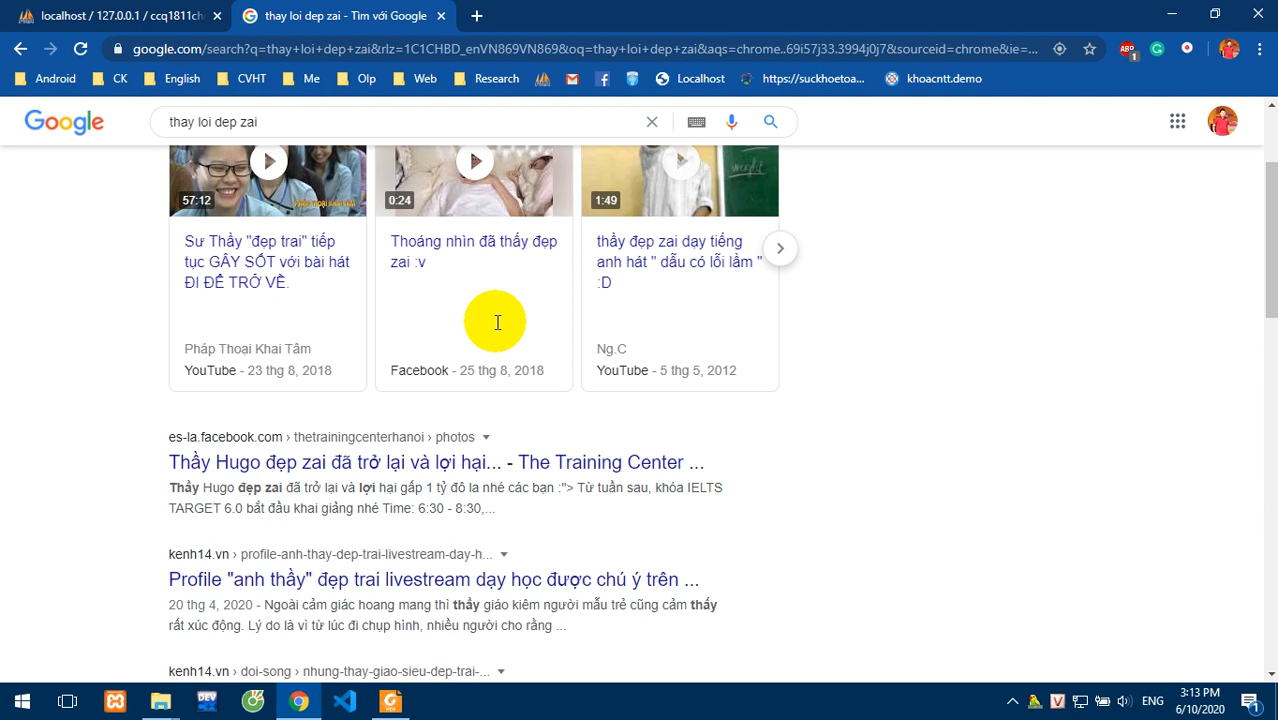 localhost / 127.0.0.1 / ccq1811ch
thay loi dep zai - Tìm với Google
google.com/search?q=thay+loi+dep+zai&rlz=1C1CHBD_enVN869VN869&oq=thay+loi+dep+zai&aqs=chrome..69i57j33.3994j0j7&sourceid=chrome&ie=...
ABP
1
Android
CK
English
CVHT
Me
Olp
Web
Research
Localhost
https://suckhoetoa...
khoacntt.demo
Google
thay loi dep zai
57:12
PHÁP THOẠI KHAI TÂM
0:24
1:49
Sư Thầy "đẹp trai" tiếp
tục GÂY SỐT với bài hát
ĐI ĐỂ TRỞ VỀ.
Pháp Thoại Khai Tâm
YouTube - 23 thg 8, 2018
Thoáng nhìn đã thấy đẹp
zai :v
Facebook - 25 thg 8, 2018
thầy đẹp zai dạy tiếng
anh hát " dẫu có lỗi lầm "
:D
Ng.C
YouTube - 5 thg 5, 2012
es-la.facebook.com › thetrainingcenterhanoi › photos
Thầy Hugo đẹp zai đã trở lại và lợi hại... - The Training Center ...
Thầy Hugo đẹp zai đã trở lại và lợi hại gấp 1 tỷ đô la nhé các bạn :"> Từ tuần sau, khóa IELTS
TARGET 6.0 bắt đầu khai giảng nhé Time: 6:30 - 8:30,...
kenh14.vn › profile-anh-thay-dep-trai-livestream-day-h...
Profile "anh thầy" đẹp trai livestream dạy học được chú ý trên ...
20 thg 4, 2020 - Ngoài cảm giác hoang mang thì thầy giáo kiêm người mẫu trẻ cũng cảm thấy
rất xúc động. Lý do là vì từ lúc đi chụp hình, nhiều người cho rằng ...
kenh14.vn › doi-song › nhung-thay-giao-sieu-dep-trai-...
DEV
ENG
3:13 PM
6/10/2020
1